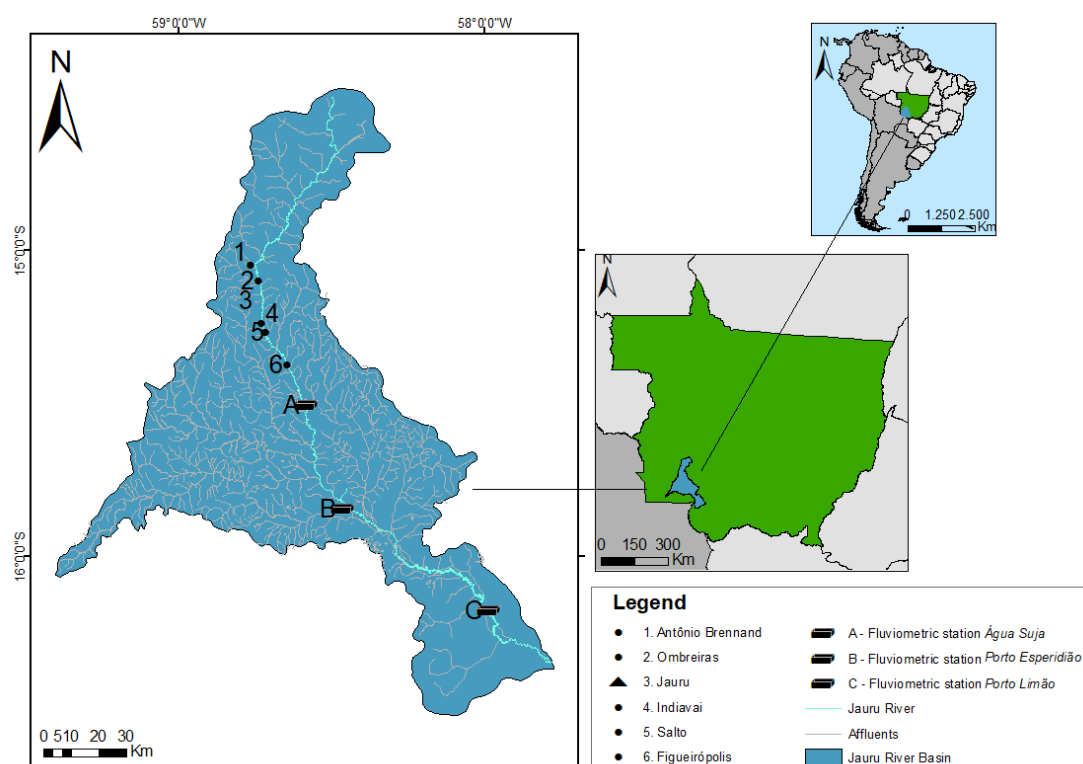 59°0'0"W
58°0'0"W
N
15°0'0"S
16°0'0"S
1
2
3
4
5
6
A
B
C
0 510 20 30
Km
N
0 1.250 2.500
Km
N
0 150 300
Km
Legend
1. Antônio Brennand
2. Ombreiras
3. Jauru
4. Indiavai
5. Salto
6. Figueirópolis
A - Fluviometric station Água Suja
B - Fluviometric station Porto Esperidião
C - Fluviometric station Porto Limão
Jauru River
Affluents
Jauru River Basin